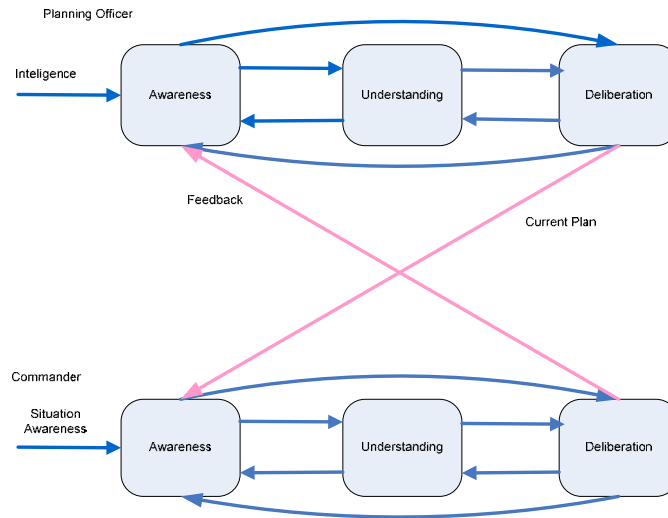 Planning Officer
Inteligence
Awareness
Understanding
Deliberation
Feedback
Current Plan
Commander
Situation
Awareness
Awareness
Understanding
Deliberation